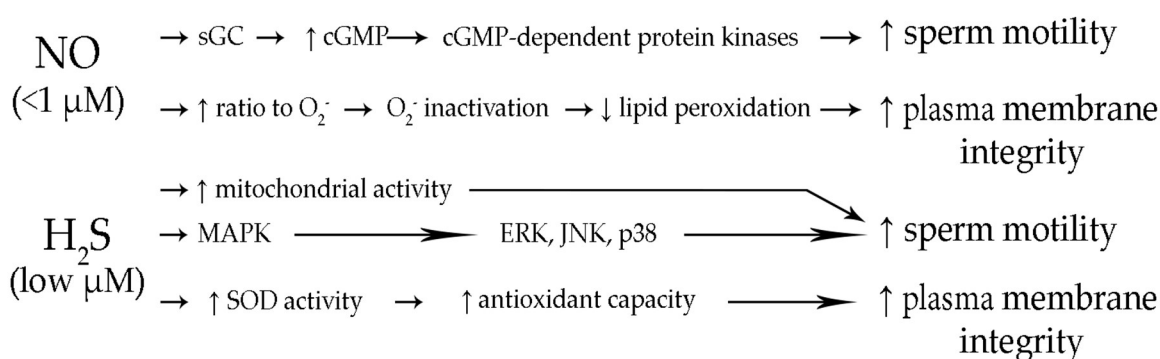 NO
(<1 μM)
→ sGC → ↑ cGMP → cGMP-dependent protein kinases → ↑ sperm motility
→ ↑ ratio to O₂⁻ → O₂⁻ inactivation → ↓ lipid peroxidation → ↑ plasma membrane
integrity
H₂S
(low μM)
→ ↑ mitochondrial activity →
→ MAPK → ERK, JNK, p38 → ↑ sperm motility
→ ↑ SOD activity → ↑ antioxidant capacity → ↑ plasma membrane
integrity